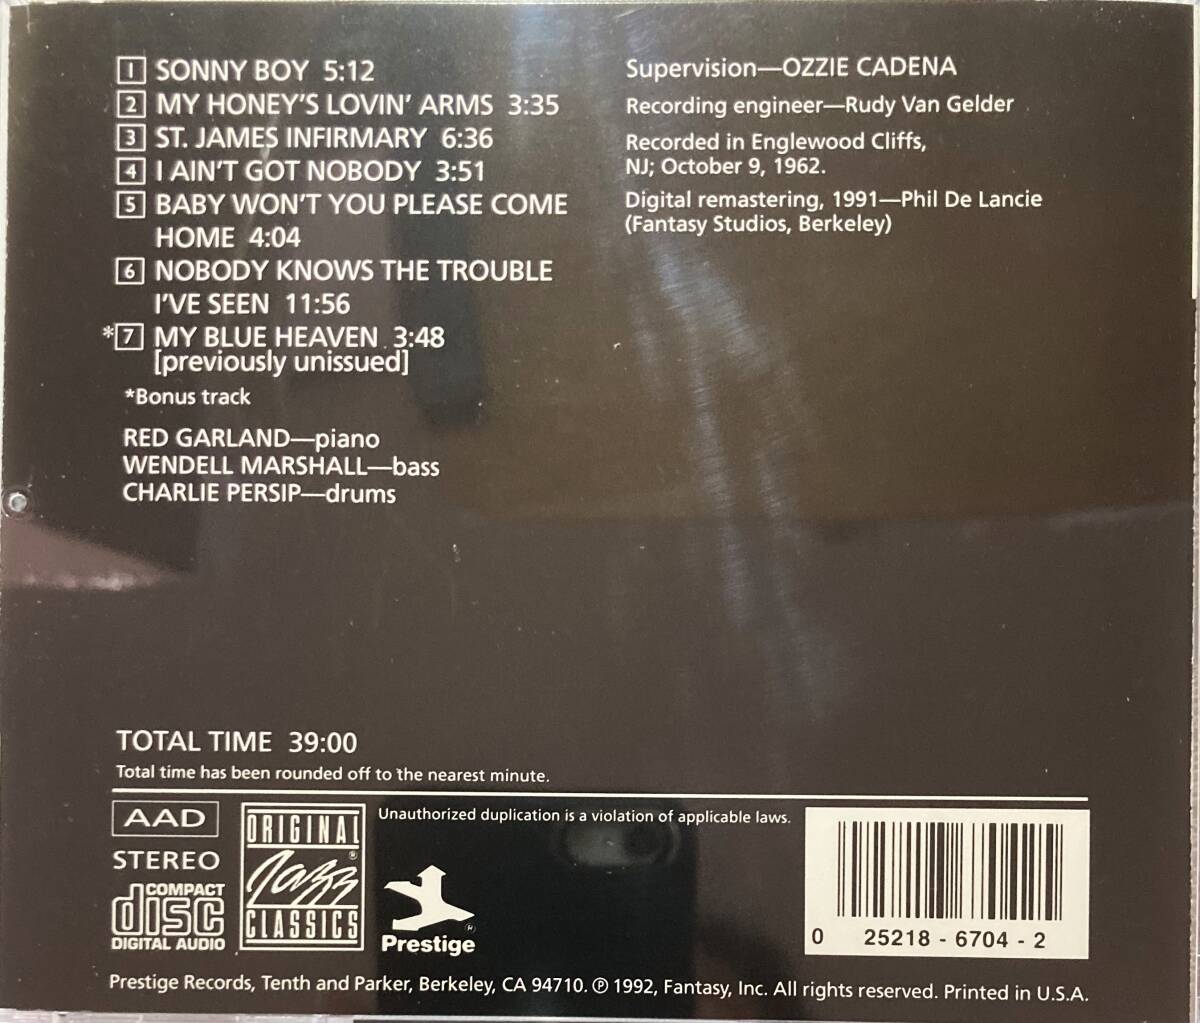 1 SONNY BOY 5:12
2 MY HONEY'S LOVIN' ARMS 3:35
3 ST. JAMES INFIRMARY 6:36
4 I AIN'T GOT NOBODY 3:51
5 BABY WON'T YOU PLEASE COME
HOME 4:04
6 NOBODY KNOWS THE TROUBLE
I'VE SEEN 11:56
*7 MY BLUE HEAVEN 3:48
[previously unissued]
*Bonus track
RED GARLAND—piano
WENDELL MARSHALL—bass
CHARLIE PERSIP—drums
Supervision—OZZIE CADENA
Recording engineer—Rudy Van Gelder
Recorded in Englewood Cliffs,
NJ; October 9, 1962.
Digital remastering, 1991—Phil De Lancie
(Fantasy Studios, Berkeley)
TOTAL TIME 39:00
Total time has been rounded off to the nearest minute.
AAD
STEREO
COMPACT
disc
DIGITAL AUDIO
ORIGINAL
Jazz®
CLASSICS
Unauthorized duplication is a violation of applicable laws.
®
Prestige
0 25218 - 6704 - 2
Prestige Records, Tenth and Parker, Berkeley, CA 94710. ℗ 1992, Fantasy, Inc. All rights reserved. Printed in U.S.A.